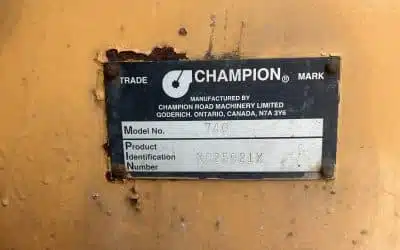 TRADE CHAMPION® MARK
MANUFACTURED BY
CHAMPION ROAD MACHINERY LIMITED
GODERICH, ONTARIO, CANADA, N7A 3Y6
Model No. 740
Product
Identification
Number